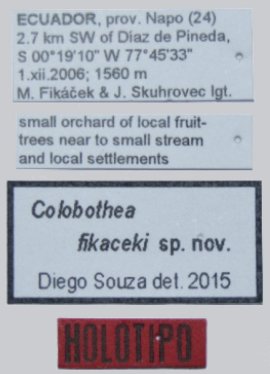 ECUADOR, prov. Napo (24)
2.7 km SW of Díaz de Pineda,
S 00°19'10" W 77°45'33"
1.xii.2006; 1560 m
M. Fikáček & J. Skuhrovec lgt.
small orchard of local fruit-
trees near to small stream
and local settlements
Colobothea
fikaceki sp. nov.
Diego Souza det. 2015
HOLOTIPO